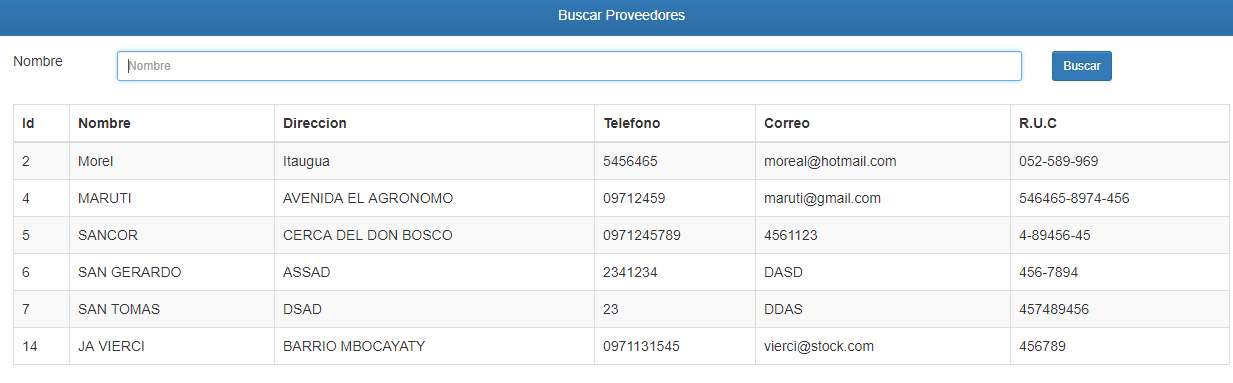 Buscar Proveedores
Nombre Nombre Buscar
Id Nombre Direccion Telefono Correo R.U.C
2 Morel Itaugua 5456465 moreal@hotmail.com 052-589-969
4 MARUTI AVENIDA EL AGRONOMO 09712459 maruti@gmail.com 546465-8974-456
5 SANCOR CERCA DEL DON BOSCO 0971245789 4561123 4-89456-45
6 SAN GERARDO ASSAD 2341234 DASD 456-7894
7 SAN TOMAS DSAD 23 DDAS 457489456
14 JA VIERCI BARRIO MBOCAYATY 0971131545 vierci@stock.com 456789